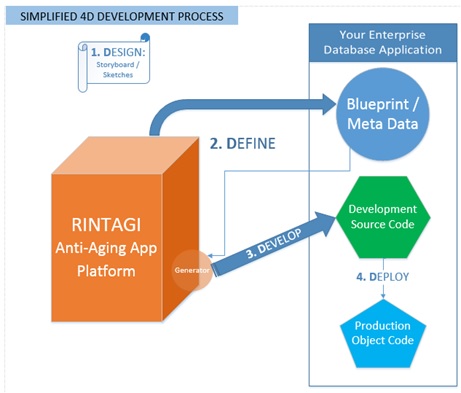 SIMPLIFIED 4D DEVELOPMENT PROCESS
1. DESIGN:
Storyboard /
Sketches
Your Enterprise
Database Application
Blueprint /
Meta Data
2. DEFINE
RINTAGI
Anti-Aging App
Platform
Generator
3. DEVELOP
Development
Source Code
4. DEPLOY
Production
Object Code